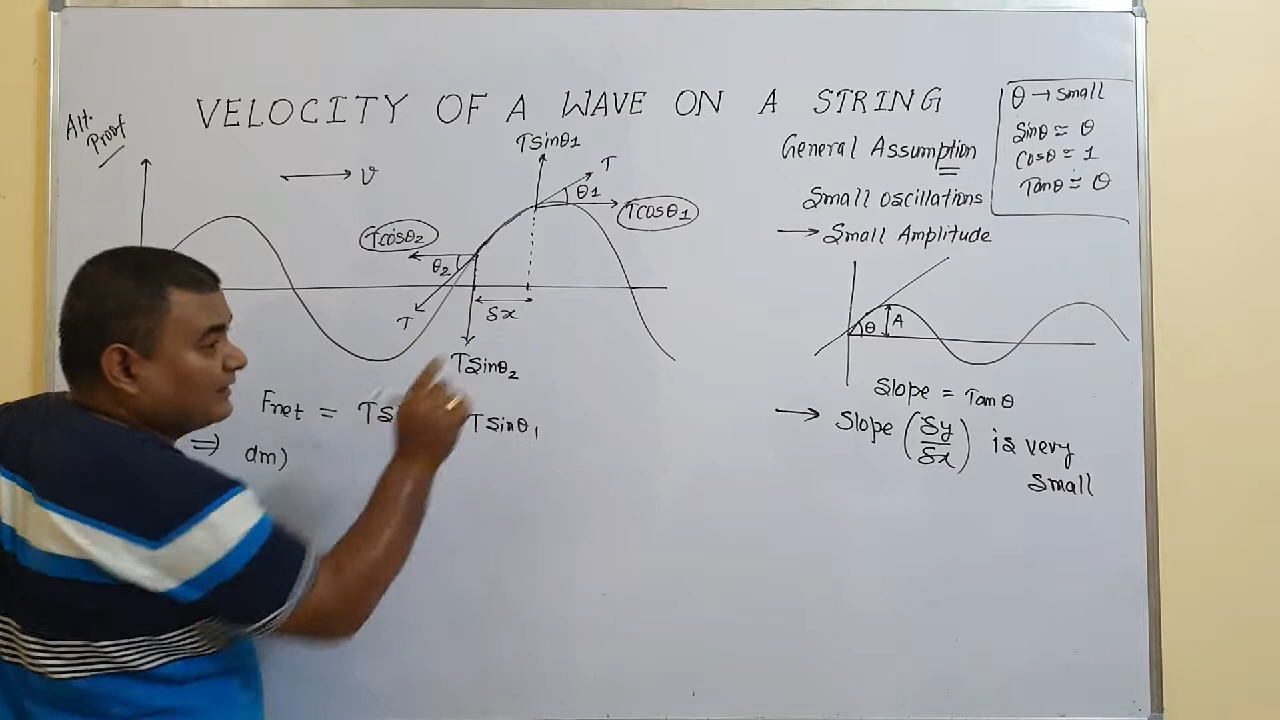 VELOCITY OF A WAVE ON A STRING
Alt.
Proof
v
Tsinθ1
T
θ1
Tcosθ1
Tcosθ2
θ2
T
δx
Tsinθ2
Fnet = TSi
Tsinθ1
⇒ dm)
General Assumption
Small oscillations
→ Small Amplitude
θ → small
Sinθ ≃ θ
Cosθ ≃ 1
Tanθ ≃ θ
θ
A
Slope = Tanθ
→ Slope (δy/δx) is very
small